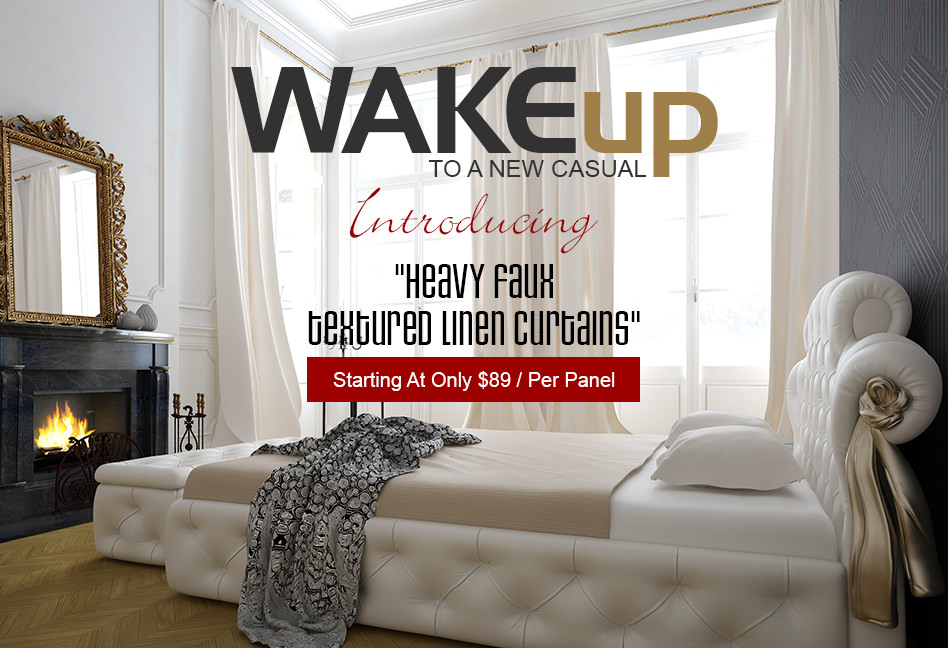 WAKEup
TO A NEW CASUAL
Introducing
"Heavy Faux
Textured Linen Curtains"
Starting At Only $89 / Per Panel